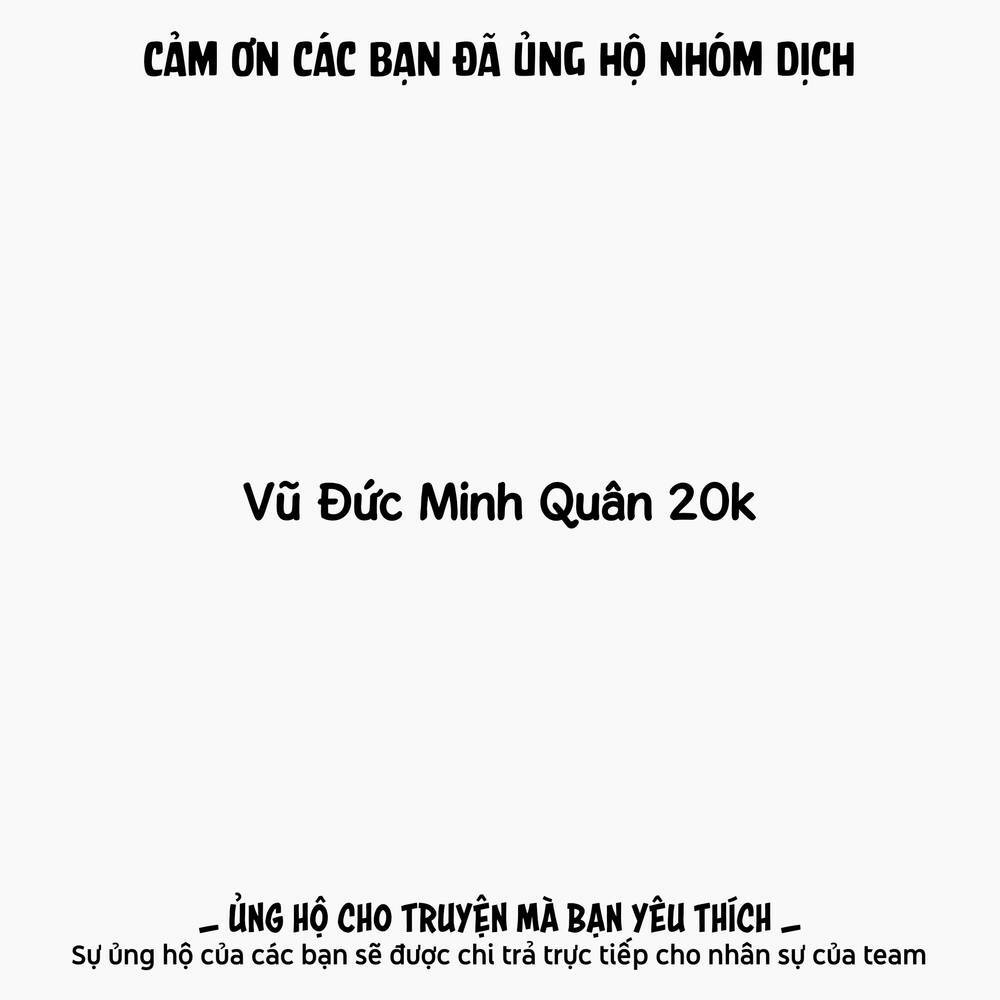 CẢM ƠN CÁC BẠN ĐÃ ỦNG HỘ NHÓM DỊCH
Vũ Đức Minh Quân 20k
_ ỦNG HỘ CHO TRUYỆN MÀ BẠN YÊU THÍCH _
Sự ủng hộ của các bạn sẽ được chi trả trực tiếp cho nhân sự của team